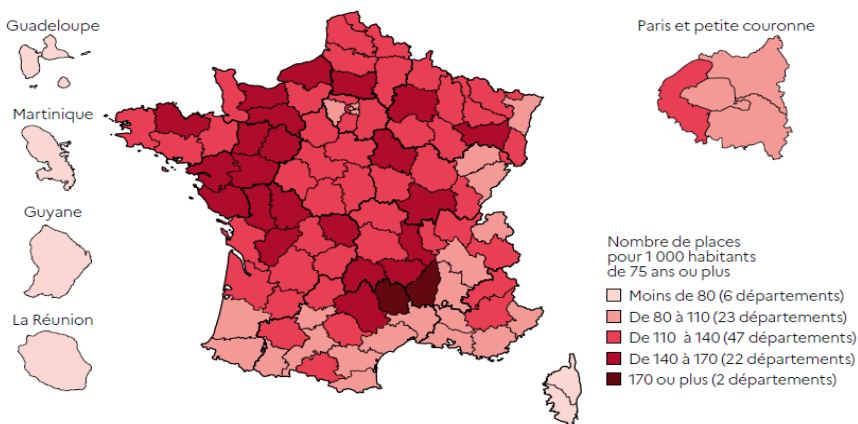 Guadeloupe
Martinique
Guyane
La Réunion
Paris et petite couronne
Nombre de places
pour 1 000 habitants
de 75 ans ou plus
Moins de 80 (6 départements)
De 80 à 110 (23 départements)
De 110 à 140 (47 départements)
De 140 à 170 (22 départements)
170 ou plus (2 départements)